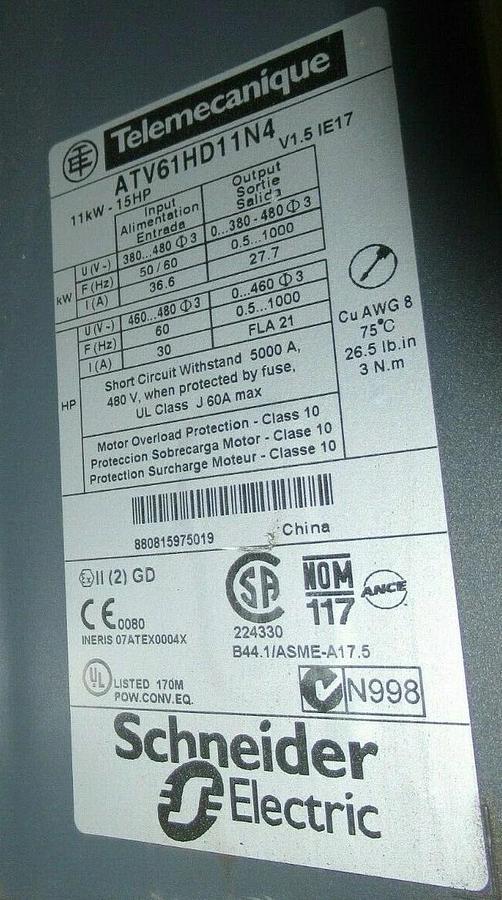 Telemecanique
ATV61HD11N4 V1.5 IE17
11kW - 15HP
Input Alimentation Entrada
Output Sortie Salida
kW
U (V~) 380...480 Φ 3 0...380 - 480 Φ 3
F (Hz) 50 / 60 0.5...1000
I (A) 36.6 27.7
HP
U (V~) 460...480 Φ 3 0...460 Φ 3
F (Hz) 60 0.5...1000
I (A) 30 FLA 21
Short Circuit Withstand 5000 A,
480 V, when protected by fuse,
UL Class J 60A max
Motor Overload Protection - Class 10
Proteccion Sobrecarga Motor - Clase 10
Protection Surcharge Moteur - Classe 10
Cu AWG 8
75°C
26.5 lb.in
3 N.m
880815975019
China
Ex II (2) GD
CE 0080
INERIS 07ATEX0004X
SA
224330
B44.1/ASME-A17.5
NOM
117
ANCE
UL LISTED 170M
POW.CONV.EQ.
N998
Schneider
Electric